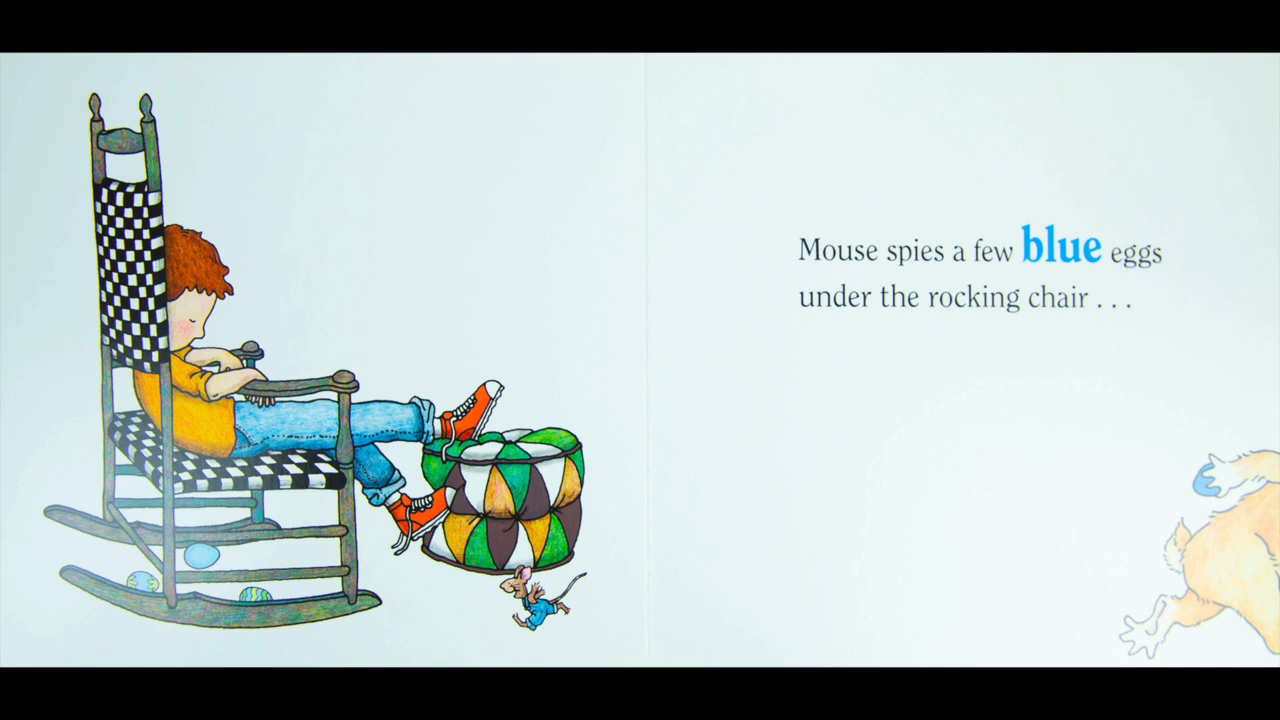 Mouse spies a few blue eggs
under the rocking chair . . .